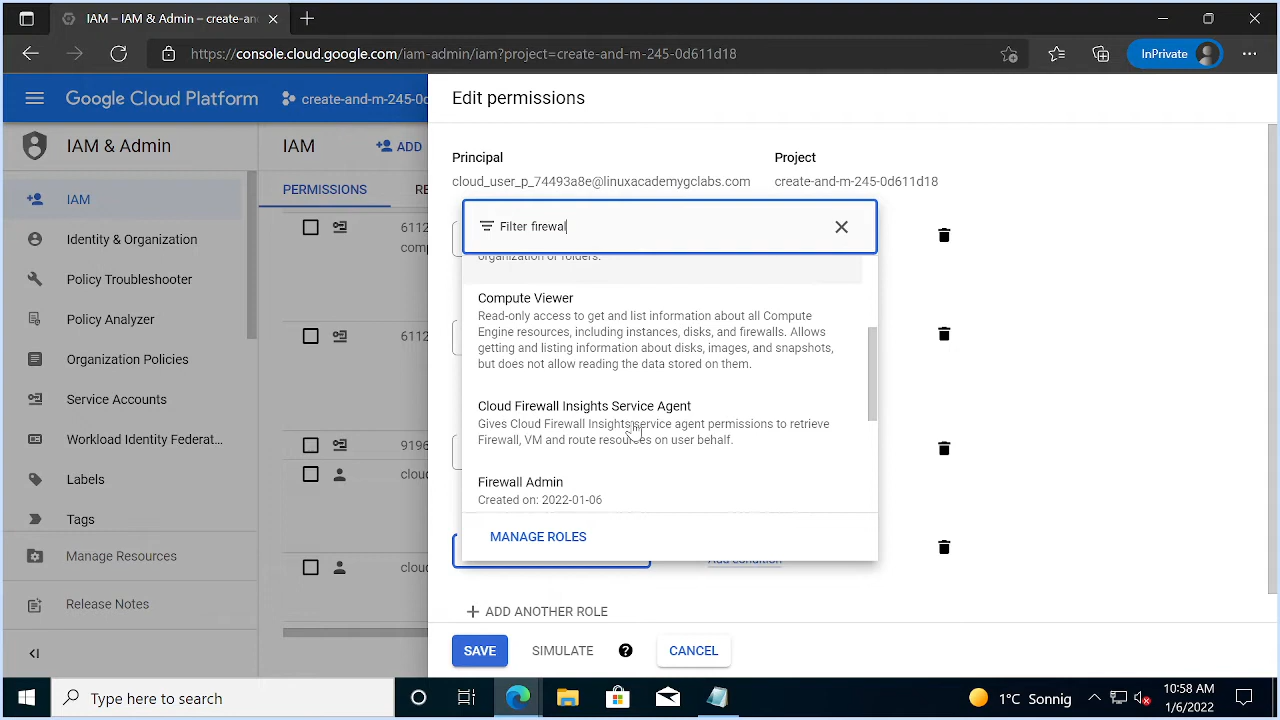 IAM – IAM & Admin – create-and-
https://console.cloud.google.com/iam-admin/iam?project=create-and-m-245-0d611d18
InPrivate
Google Cloud Platform
create-and-m-245-0d
IAM & Admin
IAM
Identity & Organization
Policy Troubleshooter
Policy Analyzer
Organization Policies
Service Accounts
Workload Identity Federat...
Labels
Tags
Manage Resources
Release Notes
IAM
ADD
PERMISSIONS
RE
6112
comp
6112
9196
cloud
cloud
Edit permissions
Principal
cloud_user_p_74493a8e@linuxacademygclabs.com
Project
create-and-m-245-0d611d18
Filter firewal
organization or folders.
Compute Viewer
Read-only access to get and list information about all Compute
Engine resources, including instances, disks, and firewalls. Allows
getting and listing information about disks, images, and snapshots,
but does not allow reading the data stored on them.
Cloud Firewall Insights Service Agent
Gives Cloud Firewall Insights service agent permissions to retrieve
Firewall, VM and route resources on user behalf.
Firewall Admin
Created on: 2022-01-06
MANAGE ROLES
Add condition
ADD ANOTHER ROLE
SAVE
SIMULATE
CANCEL
Type here to search
1°C Sonnig
10:58 AM
1/6/2022